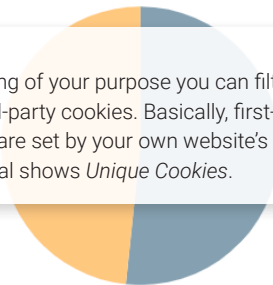 ng of your purpose you can
-party cookies. Basically, first-
are set by your own website's
al shows Unique Cookies.